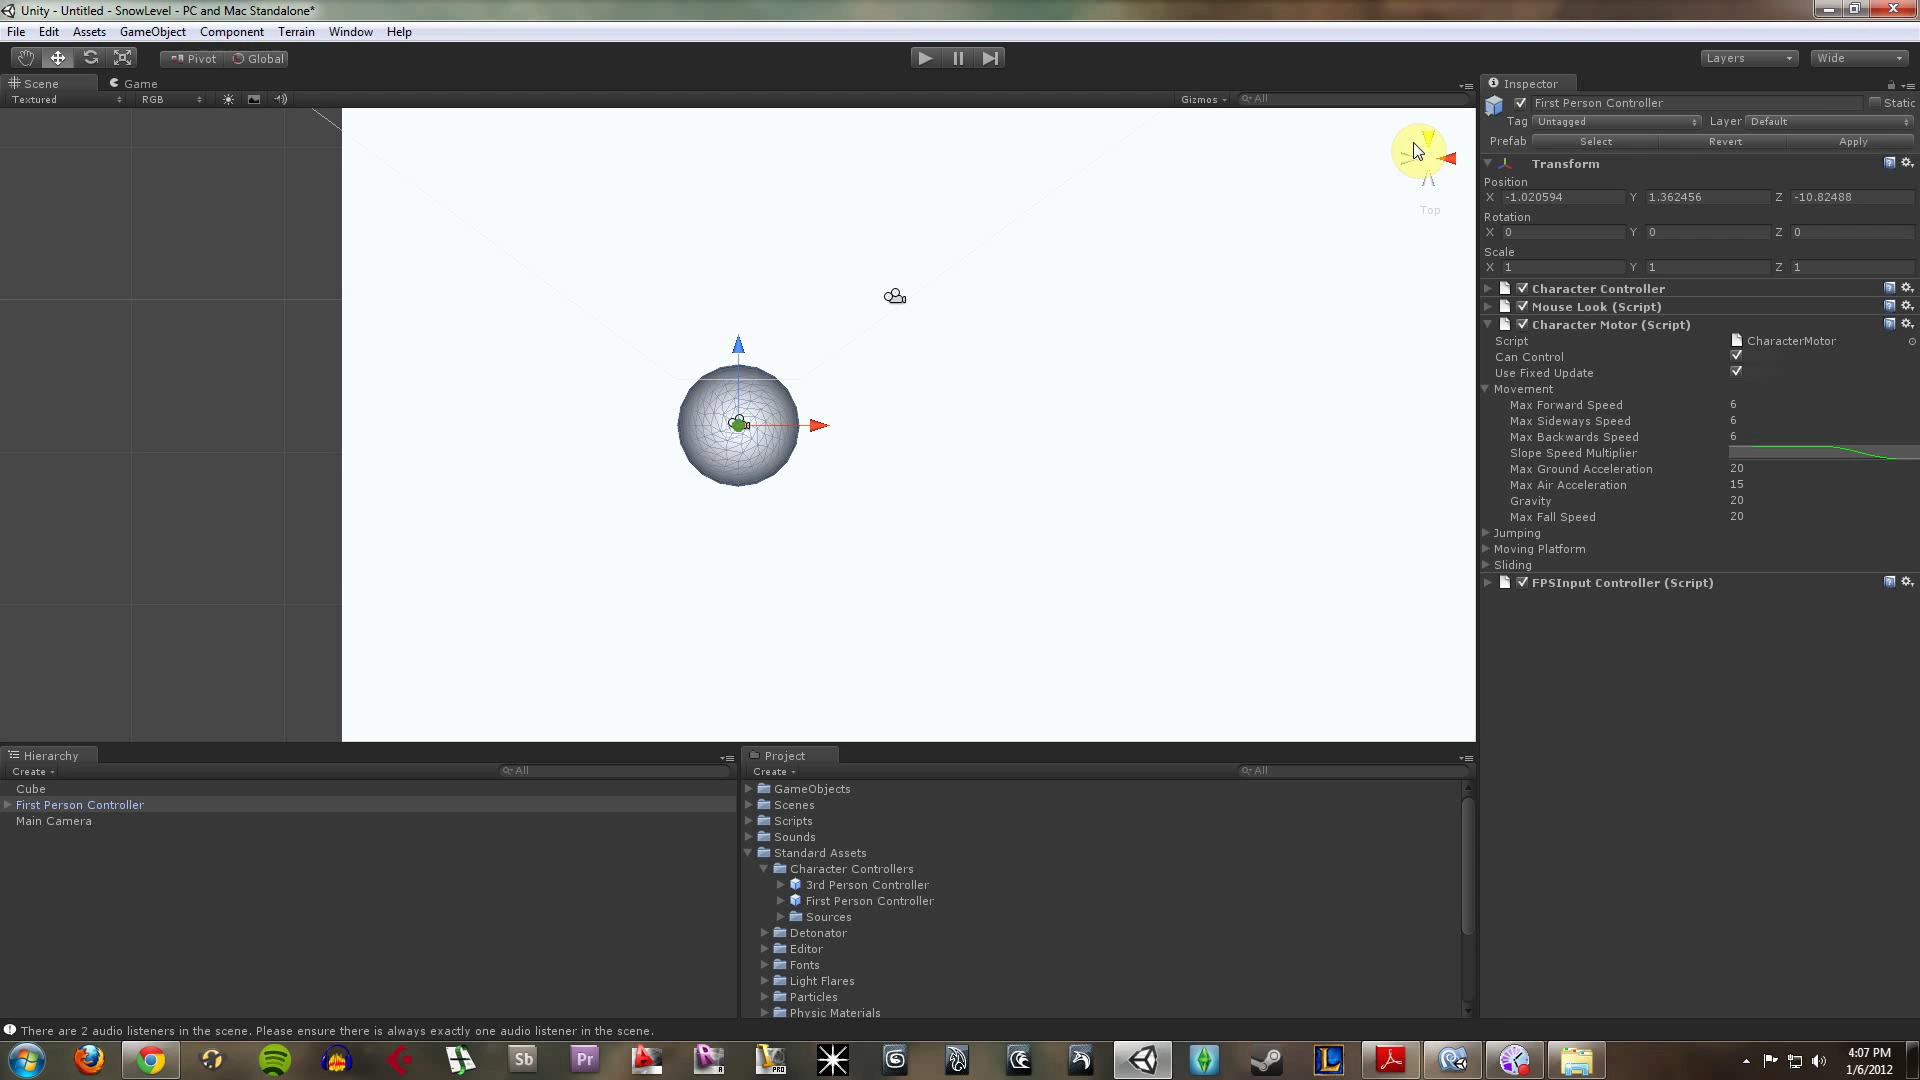 Unity - Untitled - SnowLevel - PC and Mac Standalone*
File Edit Assets GameObject Component Terrain Window Help
Pivot Global Layers Wide
Scene Game
Textured RGB Gizmos All
Top
Inspector
First Person Controller Static
Tag Untagged Layer Default
Prefab Select Revert Apply
Transform
Position
X -1.020594 Y 1.362456 Z -10.82488
Rotation
X 0 Y 0 Z 0
Scale
X 1 Y 1 Z 1
Character Controller
Mouse Look (Script)
Character Motor (Script)
Script CharacterMotor
Can Control
Use Fixed Update
Movement
Max Forward Speed 6
Max Sideways Speed 6
Max Backwards Speed 6
Slope Speed Multiplier
Max Ground Acceleration 20
Max Air Acceleration 15
Gravity 20
Max Fall Speed 20
Jumping
Moving Platform
Sliding
FPSInput Controller (Script)
Hierarchy
Create All
Cube
First Person Controller
Main Camera
Project
Create All
GameObjects
Scenes
Scripts
Sounds
Standard Assets
Character Controllers
3rd Person Controller
First Person Controller
Sources
Detonator
Editor
Fonts
Light Flares
Particles
Physic Materials
There are 2 audio listeners in the scene. Please ensure there is always exactly one audio listener in the scene.
Sb Pr PRO L
4:07 PM
1/6/2012